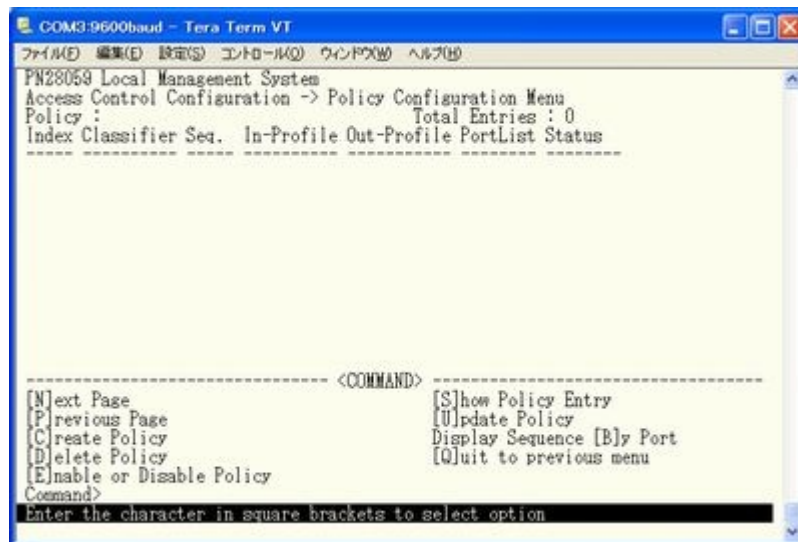 COM3:9600baud - Tera Term VT
ファイル(F) 編集(E) 設定(S) コントロール(O) ウィンドウ(W) ヘルプ(H)
PN28059 Local Management System
Access Control Configuration -> Policy Configuration Menu
Policy : Total Entries : 0
Index Classifier Seq. In-Profile Out-Profile PortList Status
----- ---------- ----- ---------- ----------- -------- --------
-------------------------------- <COMMAND> -----------------------------------
[N]ext Page [S]how Policy Entry
[P]revious Page [U]pdate Policy
[C]reate Policy Display Sequence [B]y Port
[D]elete Policy [Q]uit to previous menu
[E]nable or Disable Policy
Command>
Enter the character in square brackets to select option